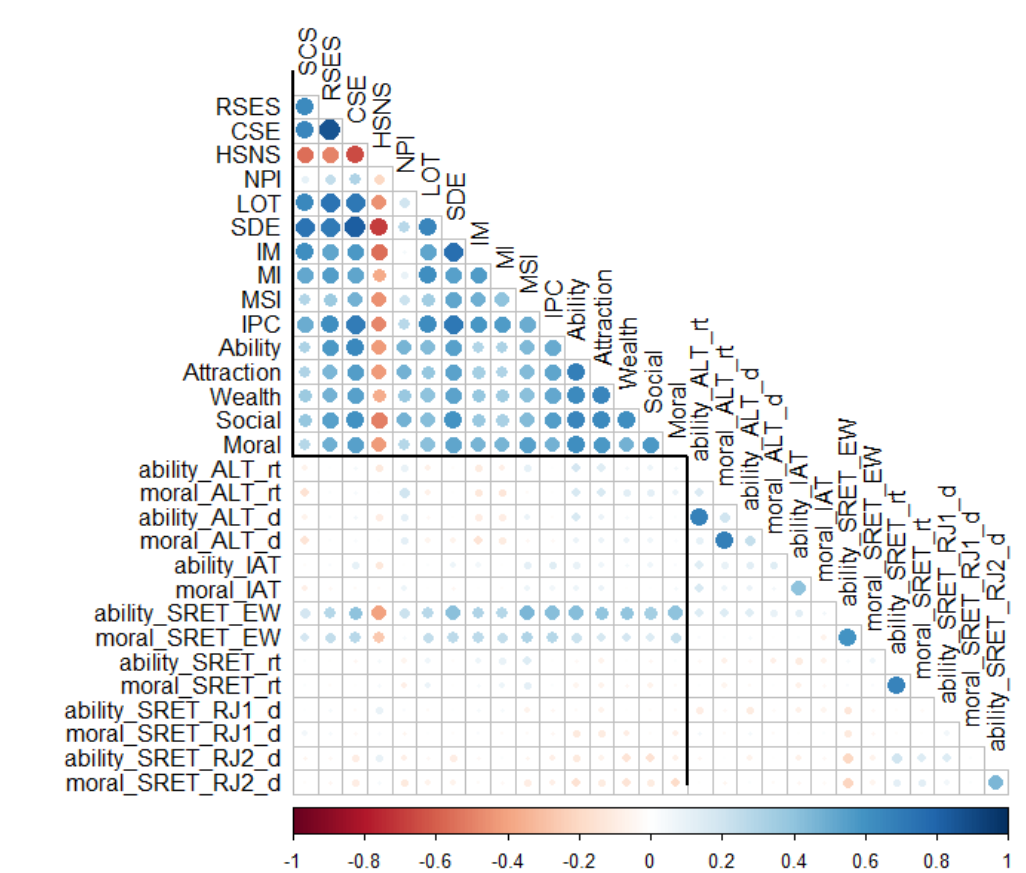 SCS
RSES
CSE
HSNS
NPI
LOT
SDE
IM
MI
MSI
IPC
Ability
Attraction
Wealth
Social
Moral
ability_ALT_rt
moral_ALT_rt
ability_ALT_d
moral_ALT_d
ability_IAT
moral_IAT
ability_SRET_EW
moral_SRET_EW
ability_SRET_rt
moral_SRET_rt
ability_SRET_RJ1_d
moral_SRET_RJ1_d
ability_SRET_RJ2_d
RSES
CSE
HSNS
NPI
LOT
SDE
IM
MI
MSI
IPC
Ability
Attraction
Wealth
Social
Moral
ability_ALT_rt
moral_ALT_rt
ability_ALT_d
moral_ALT_d
ability_IAT
moral_IAT
ability_SRET_EW
moral_SRET_EW
ability_SRET_rt
moral_SRET_rt
ability_SRET_RJ1_d
moral_SRET_RJ1_d
ability_SRET_RJ2_d
moral_SRET_RJ2_d
-1 -0.8 -0.6 -0.4 -0.2 0 0.2 0.4 0.6 0.8 1